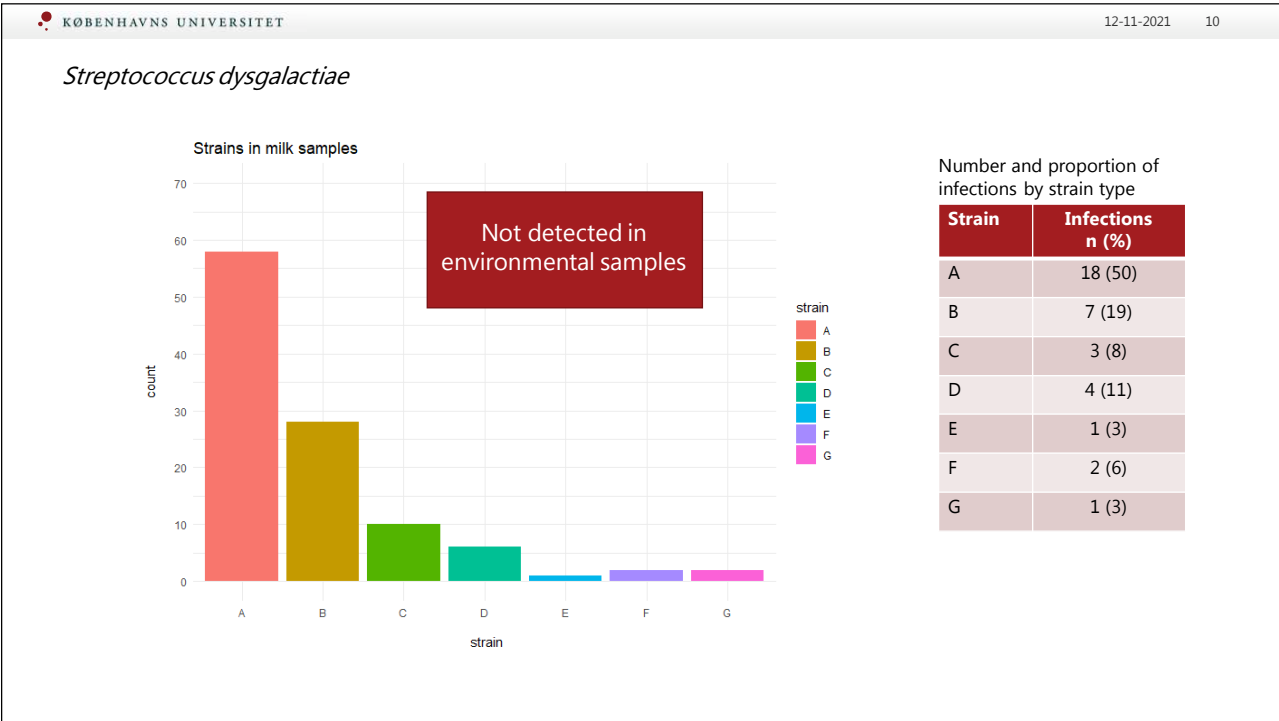 KØBENHAVNS UNIVERSITET
12-11-2021 10
Streptococcus dysgalactiae
Strains in milk samples
70
60
50
40
30
20
10
0
count
A B C D E F G
strain
Not detected in
environmental samples
strain
A
B
C
D
E
F
G
Number and proportion of
infections by strain type
Strain Infections
n (%)
A 18 (50)
B 7 (19)
C 3 (8)
D 4 (11)
E 1 (3)
F 2 (6)
G 1 (3)